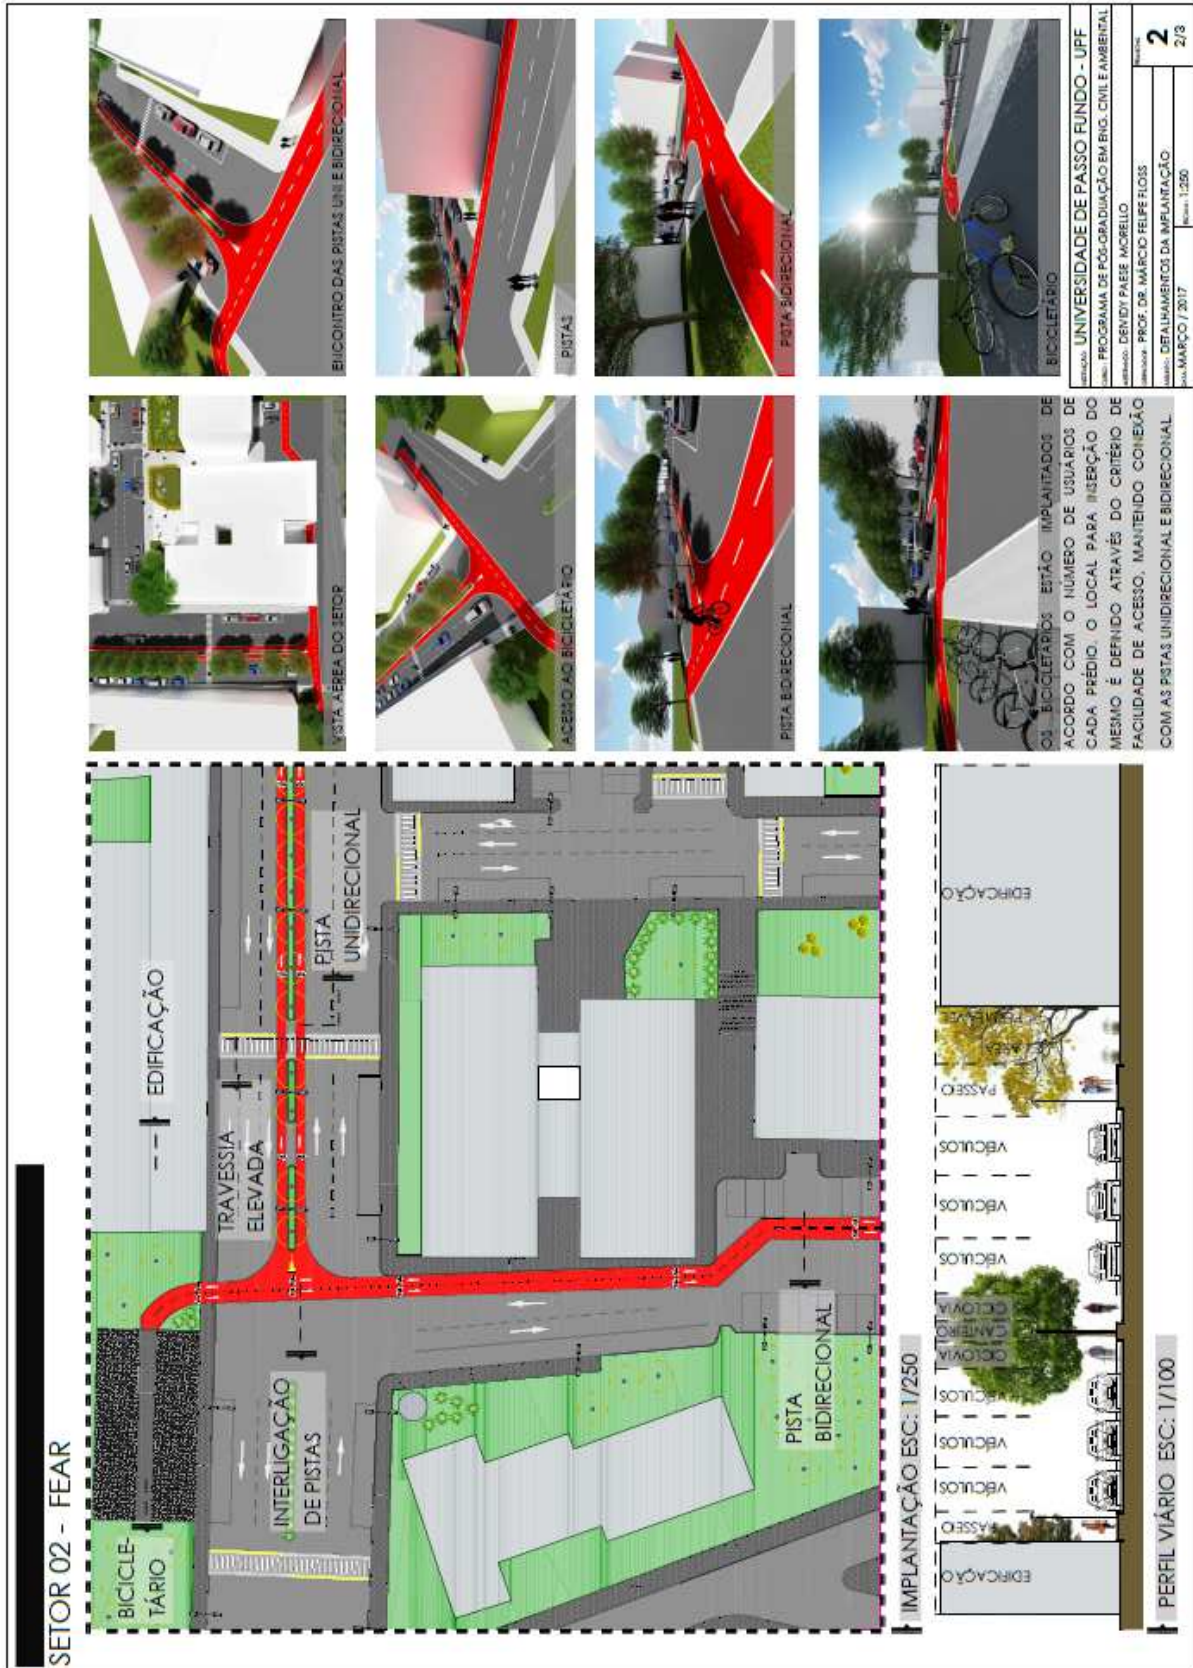 SETOR 02 - FEAR
BICICLE-
TÁRIO
EDIFICAÇÃO
TRAVESSIA
ELEVADA
PISTA
UNIDIRECIONAL
INTERLIGAÇÃO
DE PISTAS
PISTA
BIDIRECIONAL
IMPLANTAÇÃO ESC: 1/250
EDIFICAÇÃO
PASSEIO
VEÍCULOS
VEÍCULOS
VEÍCULOS
CICLOVIA
CANTEIRO
CICLOVIA
VEÍCULOS
VEÍCULOS
VEÍCULOS
PASSEIO
ÁREA
PERMEÁVEL
EDIFICAÇÃO
PERFIL VIÁRIO ESC: 1/100
VISTA AÉREA DO SETOR
ENCONTRO DAS PISTAS UNI E BIDIRECIONAL
ACESSO AO BICICLETÁRIO
PISTAS
PISTA BIDIRECIONAL
PISTA BIDIRECIONAL
OS BICICLETÁRIOS ESTÃO IMPLANTADOS DE
ACORDO COM O NÚMERO DE USUÁRIOS DE
CADA PRÉDIO. O LOCAL PARA INSERÇÃO DO
MESMO É DEFINIDO ATRAVÉS DO CRITÉRIO DE
FACILIDADE DE ACESSO, MANTENDO CONEXÃO
COM AS PISTAS UNIDIRECIONAL E BIDIRECIONAL
BICICLETÁRIO
UNIVERSIDADE DE PASSO FUNDO - UPF
PROGRAMA DE PÓS-GRADUAÇÃO EM ENG. CIVIL E AMBIENTAL
DEIVIDY PAESE MORELLO
PROF. DR. MÁRCIO FELIPE FLOSS
DETALHAMENTOS DA IMPLANTAÇÃO
MARÇO / 2017
1:250
2
2/3